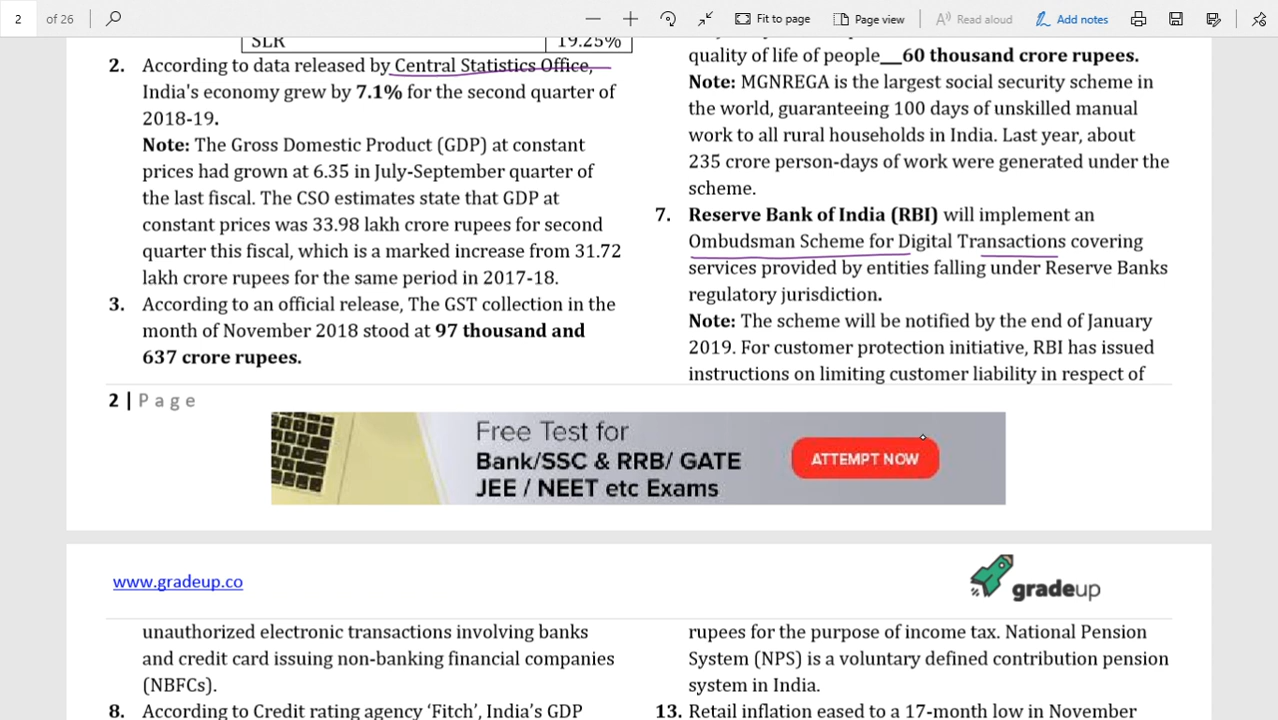 2 of 26
Fit to page
Page view
Read aloud
Add notes
SLR 19.25%
2. According to data released by Central Statistics Office,
India's economy grew by 7.1% for the second quarter of
2018-19.
Note: The Gross Domestic Product (GDP) at constant
prices had grown at 6.35 in July-September quarter of
the last fiscal. The CSO estimates state that GDP at
constant prices was 33.98 lakh crore rupees for second
quarter this fiscal, which is a marked increase from 31.72
lakh crore rupees for the same period in 2017-18.
3. According to an official release, The GST collection in the
month of November 2018 stood at 97 thousand and
637 crore rupees.
quality of life of people__60 thousand crore rupees.
Note: MGNREGA is the largest social security scheme in
the world, guaranteeing 100 days of unskilled manual
work to all rural households in India. Last year, about
235 crore person-days of work were generated under the
scheme.
7. Reserve Bank of India (RBI) will implement an
Ombudsman Scheme for Digital Transactions covering
services provided by entities falling under Reserve Banks
regulatory jurisdiction.
Note: The scheme will be notified by the end of January
2019. For customer protection initiative, RBI has issued
instructions on limiting customer liability in respect of
2 | Page
Free Test for
Bank/SSC & RRB/ GATE
JEE / NEET etc Exams
ATTEMPT NOW
www.gradeup.co
gradeup
unauthorized electronic transactions involving banks
and credit card issuing non-banking financial companies
(NBFCs).
8. According to Credit rating agency ‘Fitch’, India’s GDP
rupees for the purpose of income tax. National Pension
System (NPS) is a voluntary defined contribution pension
system in India.
13. Retail inflation eased to a 17-month low in November